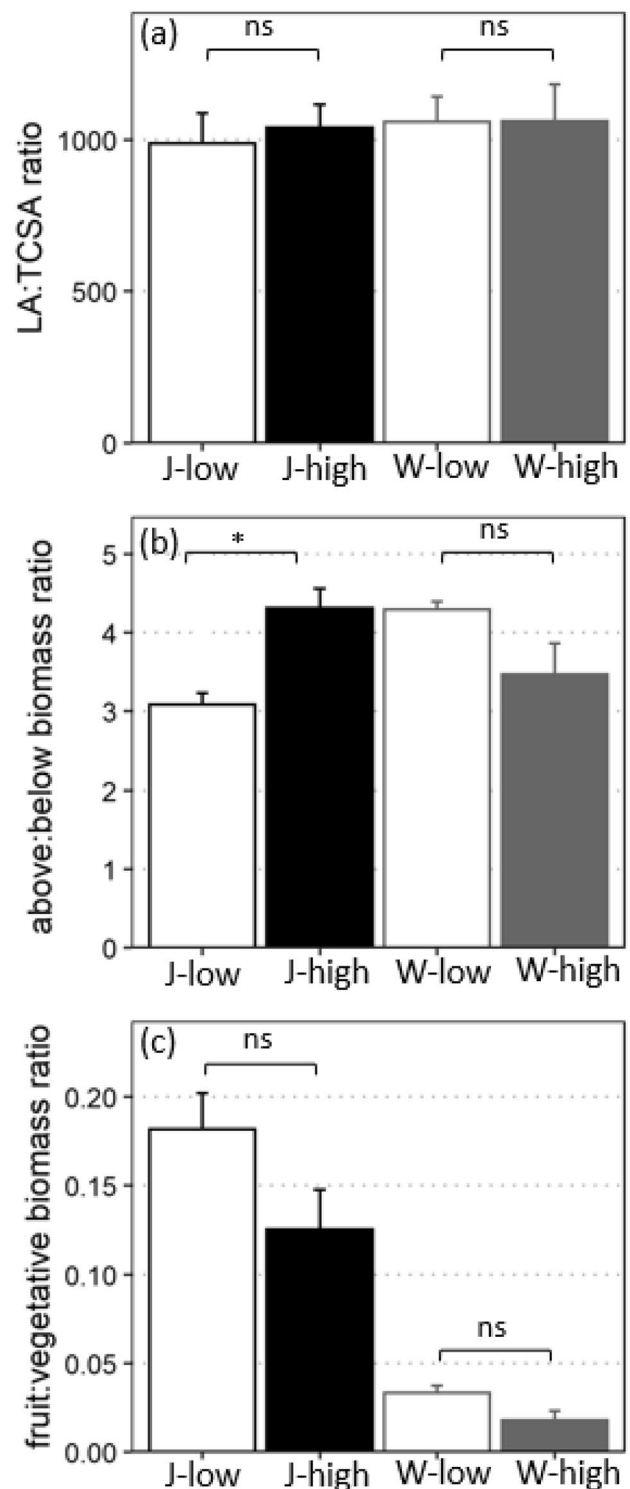 (a)
ns
ns
LA:TCSA ratio
1000
500
0
J-low J-high W-low W-high
(b)
*
ns
above:below biomass ratio
5
4
3
2
1
0
J-low J-high W-low W-high
(c)
ns
ns
fruit:vegetative biomass ratio
0.20
0.15
0.10
0.05
0.00
J-low J-high W-low W-high